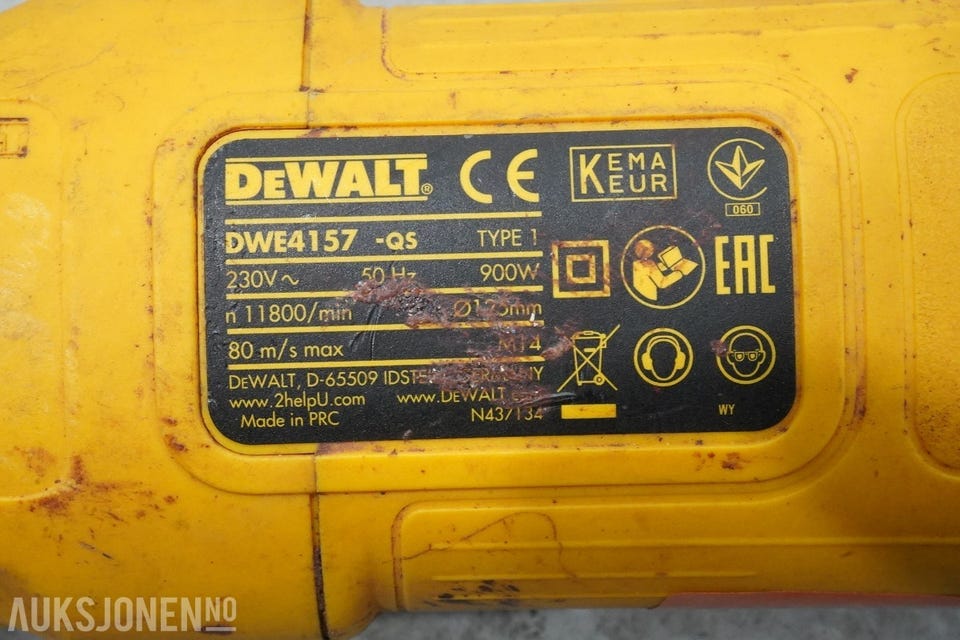 DEWALT®
CE
KEMA
KEUR
060
DWE4157 -QS TYPE 1
230V~ 50 Hz 900W
EAC
n 11800/min
80 m/s max M14
DEWALT, D-65509
www.2helpU.com www.DEWALT
Made in PRC N437134
WY
AUKSJONEN.NO